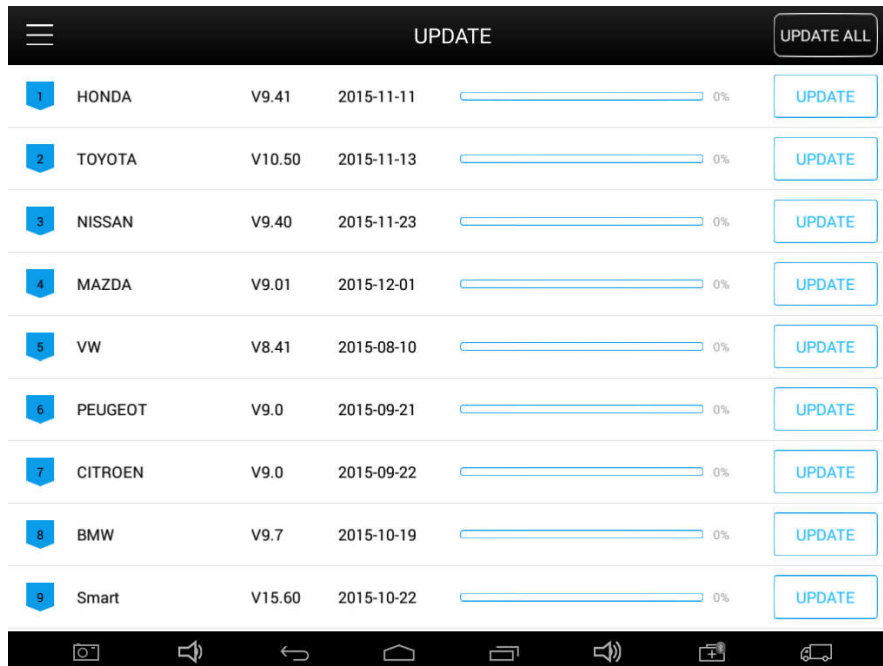 UPDATE UPDATE ALL
1 HONDA V9.41 2015-11-11 0% UPDATE
2 TOYOTA V10.50 2015-11-13 0% UPDATE
3 NISSAN V9.40 2015-11-23 0% UPDATE
4 MAZDA V9.01 2015-12-01 0% UPDATE
5 VW V8.41 2015-08-10 0% UPDATE
6 PEUGEOT V9.0 2015-09-21 0% UPDATE
7 CITROEN V9.0 2015-09-22 0% UPDATE
8 BMW V9.7 2015-10-19 0% UPDATE
9 Smart V15.60 2015-10-22 0% UPDATE